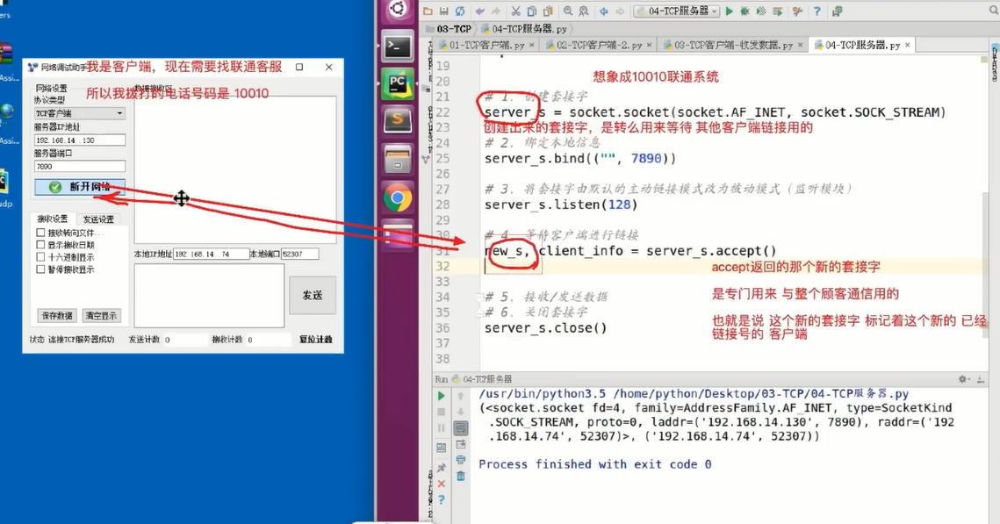 ers
Assi...
Assi...
udp
网络调试助手
我是客户端，现在需要找联通客服
所以我拨打的电话号码是 10010
网络设置
协议类型
TCP客户端
服务器IP地址
192.168.14 .130
服务器端口
7890
断开网络
接收设置 发送设置
接收转向文件...
显示接收日期
十六进制显示
暂停接收显示
保存数据 清空显示
本地IP地址 192.168.14 .74 本地端口 52307
发送
状态 连接TCP服务器成功 发送计数 0 接收计数 0 复位计数
04-TCP服务器
03-TCP 04-TCP服务器.py
01-TCP客户端.py × 02-TCP客户端-2.py × 03-TCP客户端-收发数据.py × 04-TCP服务器.py ×
19
20
想象成10010联通系统
21 # 1. 创建套接字
22 server_s = socket.socket(socket.AF_INET, socket.SOCK_STREAM)
23 创建出来的套接字，是转么用来等待 其他客户端链接用的
24 # 2. 绑定本地信息
25 server_s.bind(("", 7890))
26
27 # 3. 将套接字由默认的主动链接模式改为被动模式（监听模块）
28 server_s.listen(128)
29
30 # 4. 等待客户端进行链接
31 new_s, client_info = server_s.accept()
32
accept返回的那个新的套接字
33
是专门用来 与整个顾客通信用的
34 # 5. 接收/发送数据
35 # 6. 关闭套接字
也就是说 这个新的套接字 标记着这个新的 已经
链接号的 客户端
36 server_s.close()
37
38
Run 04-TCP服务器
/usr/bin/python3.5 /home/python/Desktop/03-TCP/04-TCP服务器.py
(<socket.socket fd=4, family=AddressFamily.AF_INET, type=SocketKind
.SOCK_STREAM, proto=0, laddr=('192.168.14.130', 7890), raddr=('192
.168.14.74', 52307)>, ('192.168.14.74', 52307))
Process finished with exit code 0